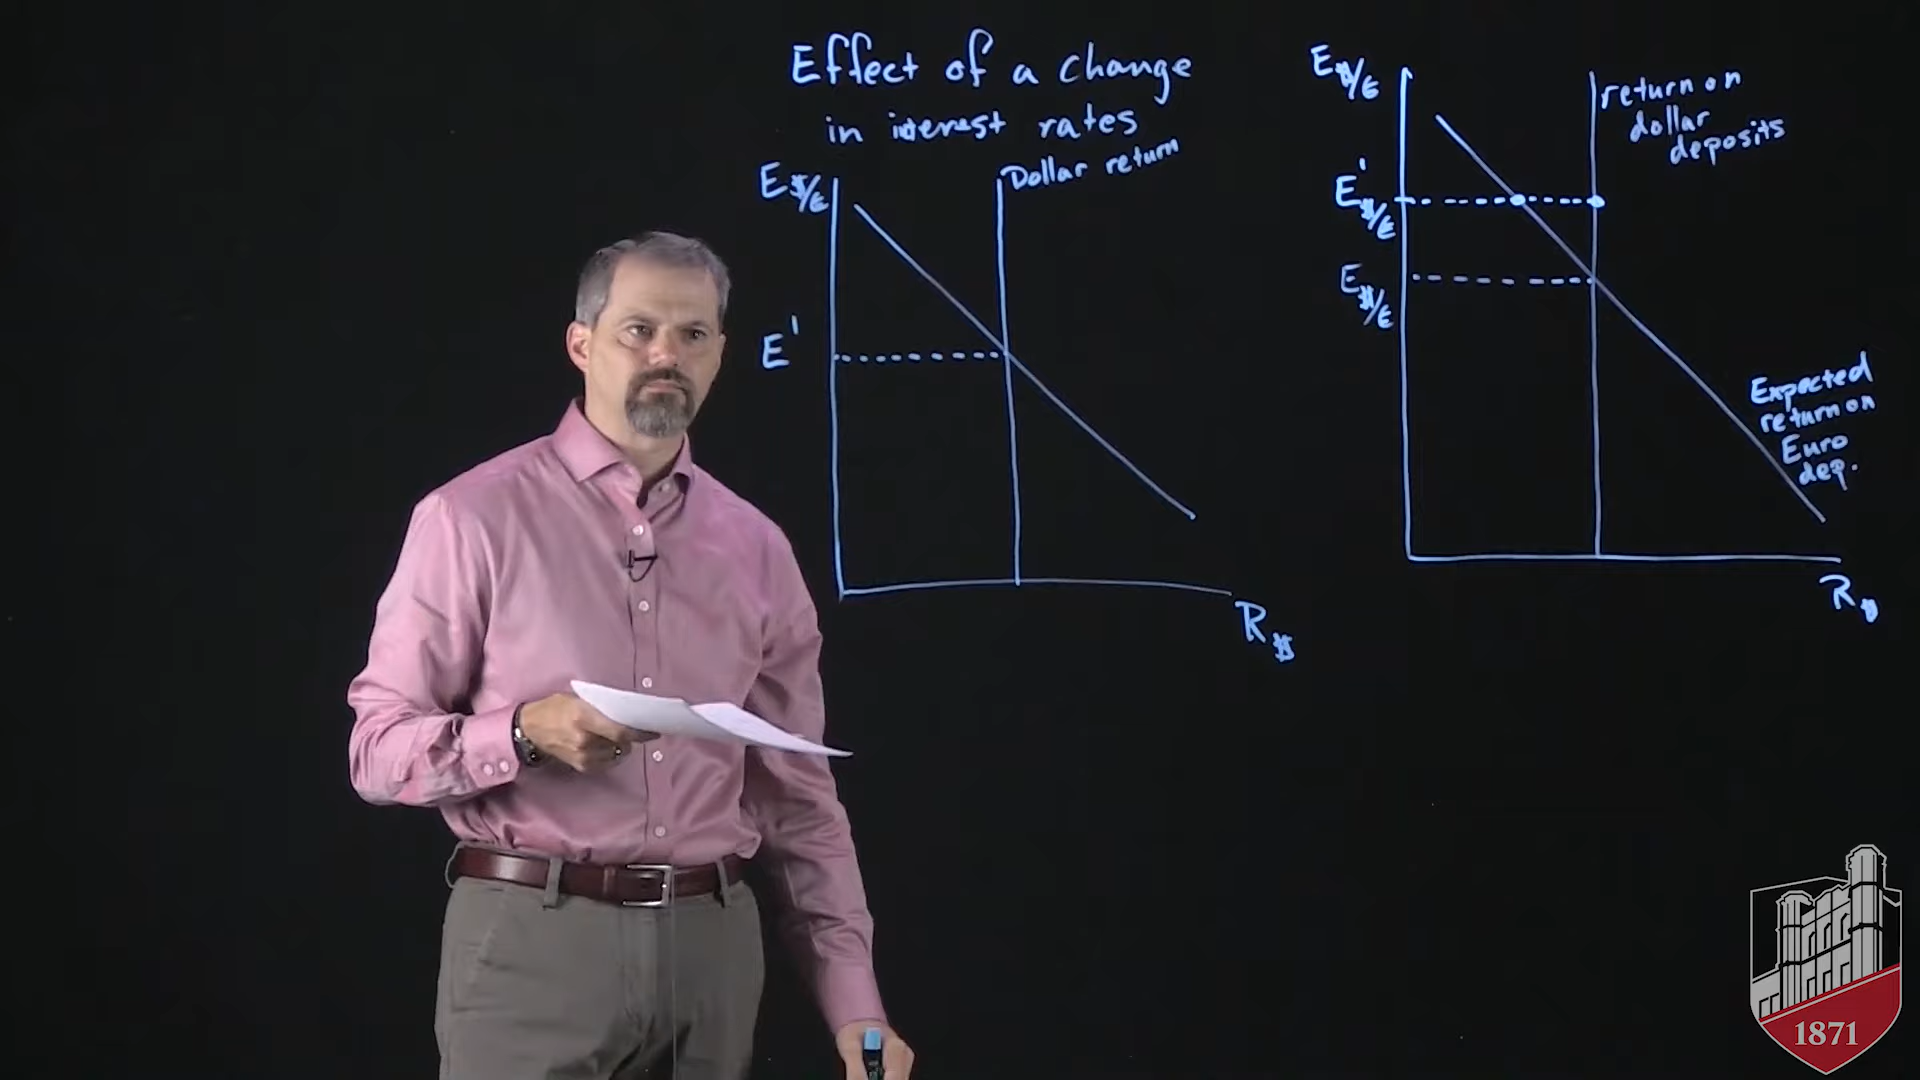 Effect of a change
in interest rates
E$/€
Dollar return
E'
R$
E$/€
return on
dollar
deposits
E'$/€
E$/€
Expected
return on
Euro
dep.
R$
1871